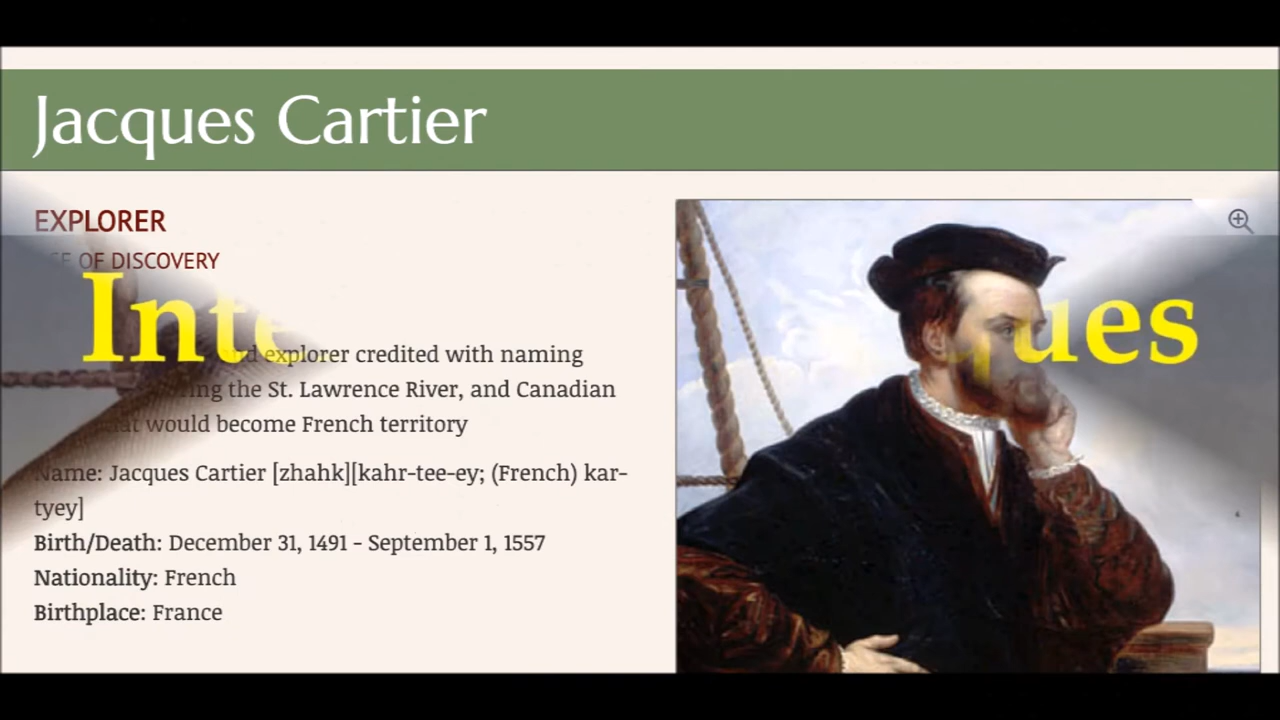 Jacques Cartier
EXPLORER
OF DISCOVERY
explorer credited with naming
the St. Lawrence River, and Canadian
would become French territory
Name: Jacques Cartier [zhahk][kahr-tee-ey; (French) kar-
tyey]
Birth/Death: December 31, 1491 - September 1, 1557
Nationality: French
Birthplace: France